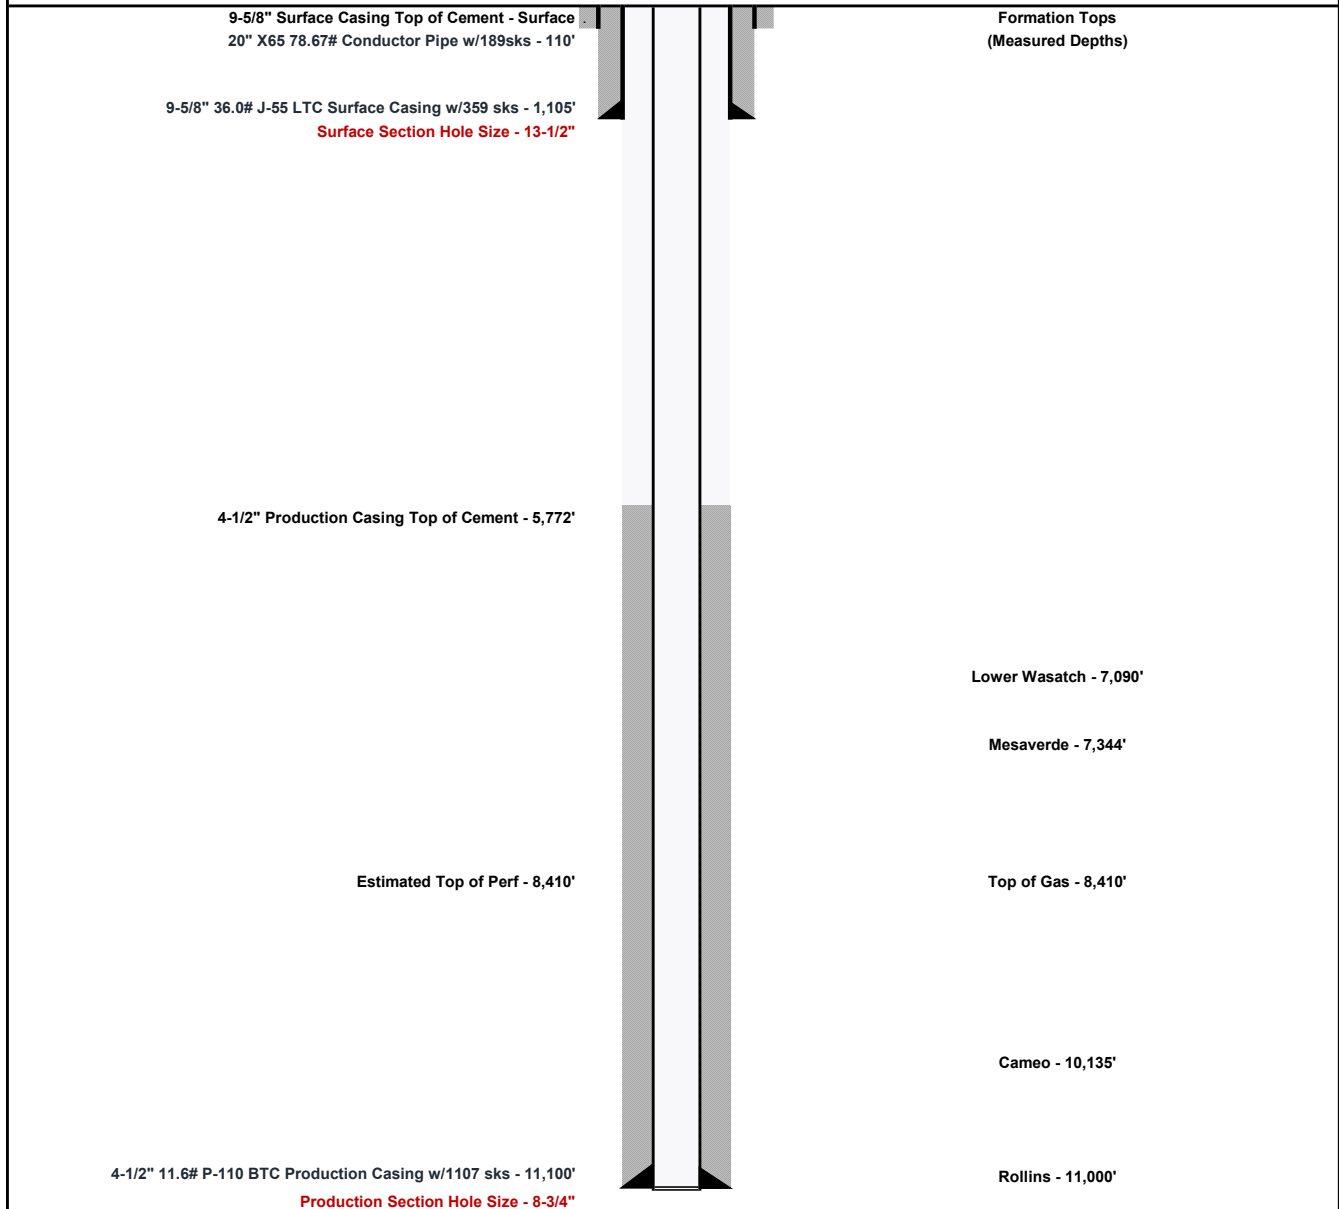 9-5/8" Surface Casing Top of Cement - Surface
20" X65 78.67# Conductor Pipe w/189sks - 110'
9-5/8" 36.0# J-55 LTC Surface Casing w/359 sks - 1,105'
Surface Section Hole Size - 13-1/2"
4-1/2" Production Casing Top of Cement - 5,772'
Estimated Top of Perf - 8,410'
4-1/2" 11.6# P-110 BTC Production Casing w/1107 sks - 11,100'
Production Section Hole Size - 8-3/4"
Formation Tops
(Measured Depths)
Lower Wasatch - 7,090'
Mesaverde - 7,344'
Top of Gas - 8,410'
Cameo - 10,135'
Rollins - 11,000'